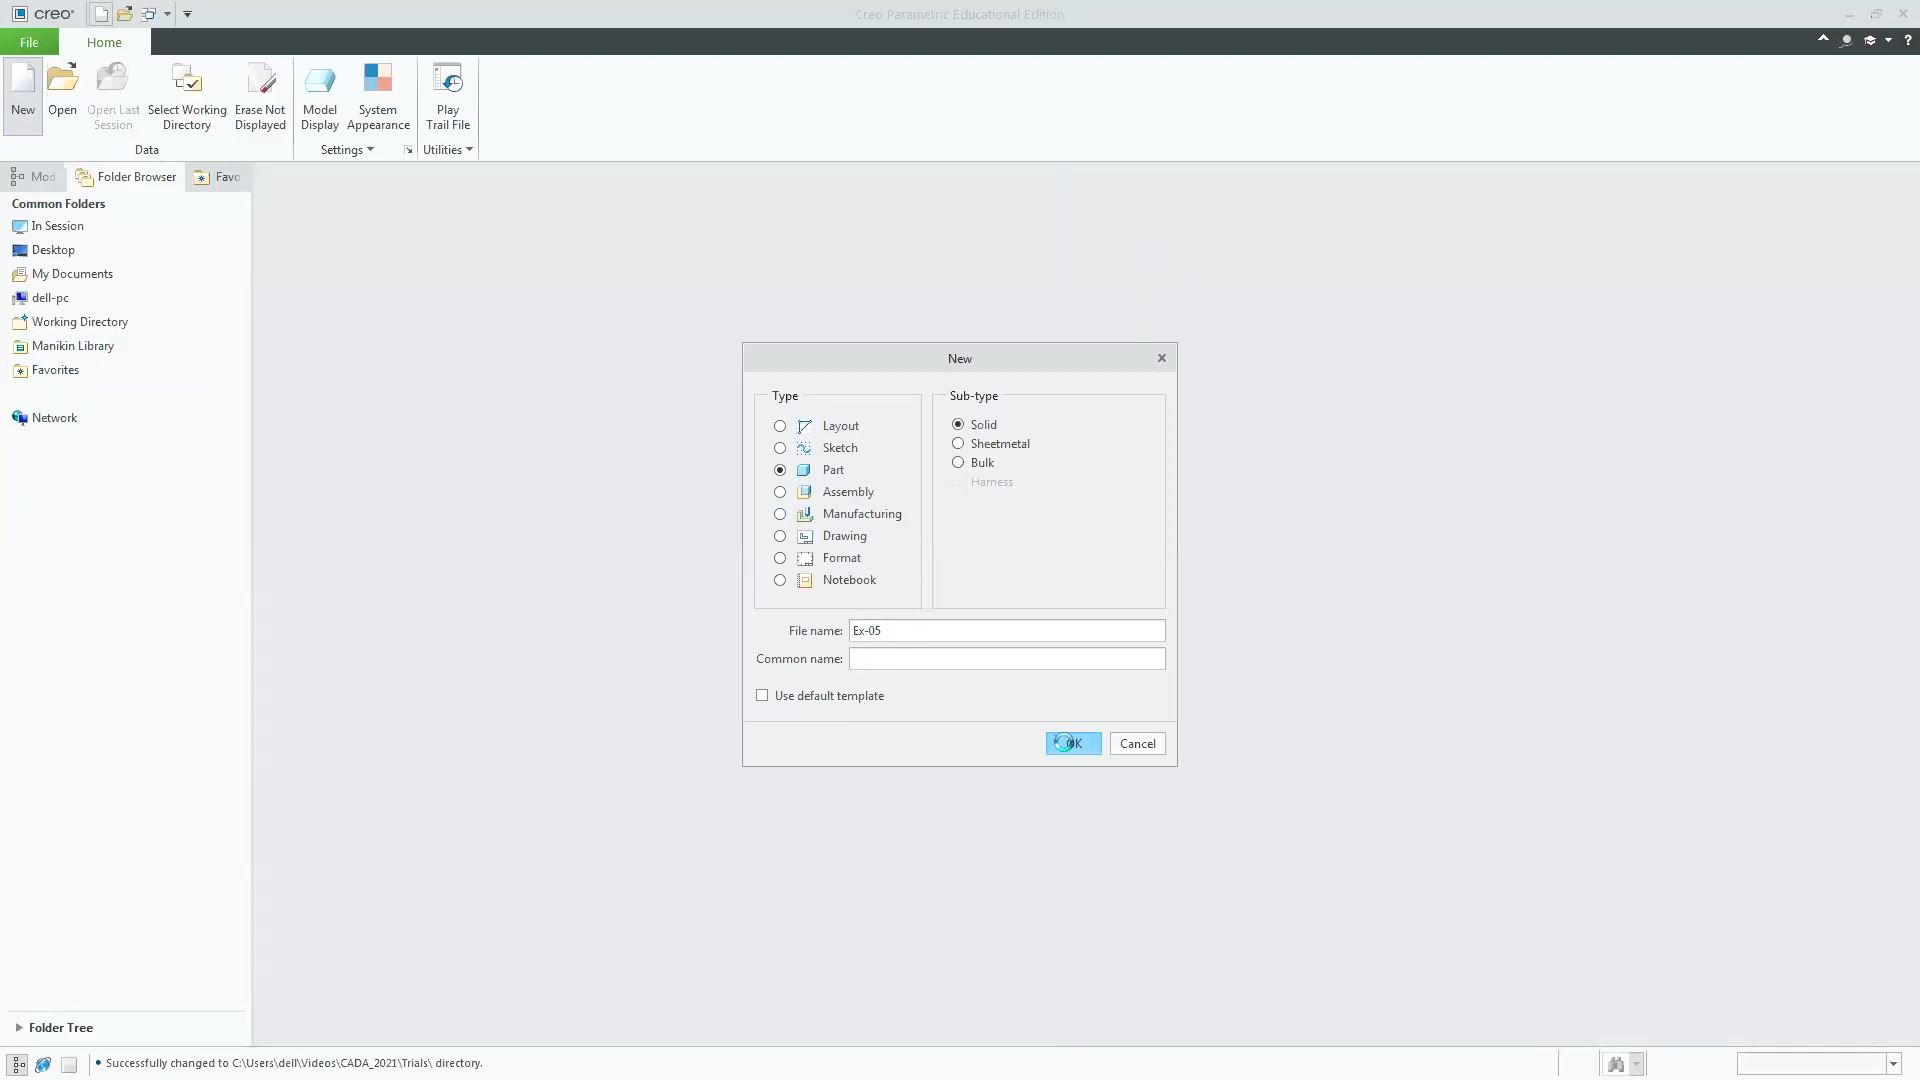 creo
Creo Parametric Educational Edition
File
Home
?
New
Open
Open Last
Session
Select Working
Directory
Erase Not
Displayed
Data
Model
Display
System
Appearance
Settings
Play
Trail File
Utilities
Mod
Folder Browser
Favo
Common Folders
In Session
Desktop
My Documents
dell-pc
Working Directory
Manikin Library
Favorites
Network
Folder Tree
New
Type
Layout
Sketch
Part
Assembly
Manufacturing
Drawing
Format
Notebook
Sub-type
Solid
Sheetmetal
Bulk
Harness
File name: Ex-05
Common name:
Use default template
OK
Cancel
Successfully changed to C:\Users\dell\Videos\CADA_2021\Trials\ directory.